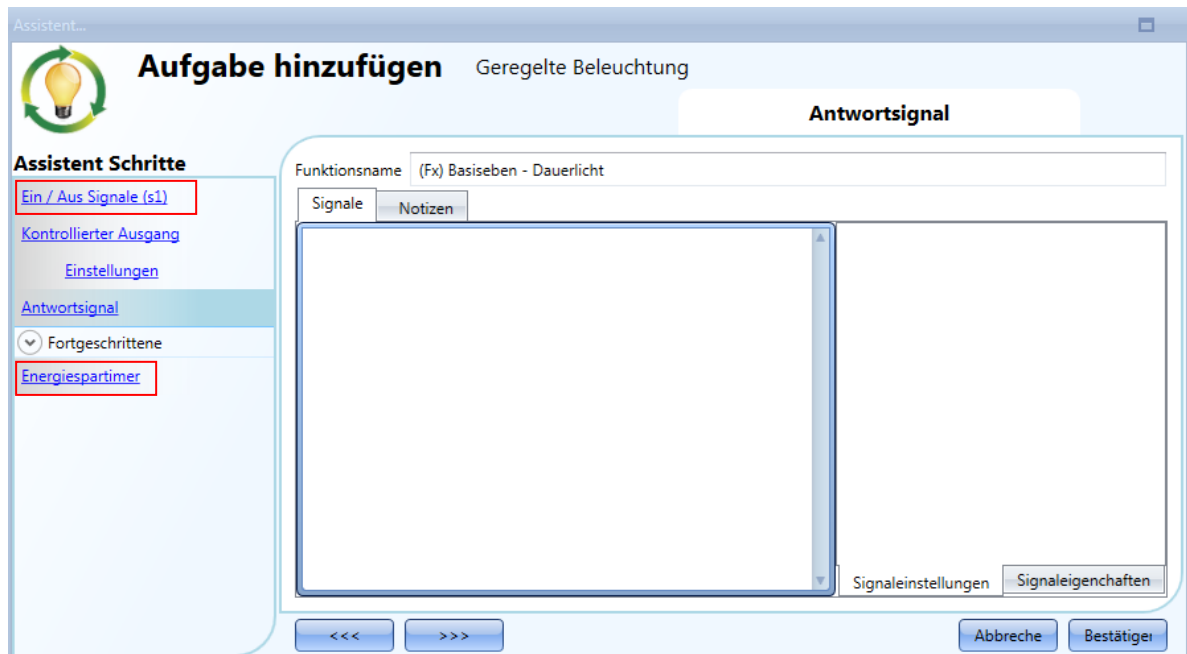 Assistent...
Aufgabe hinzufügen Geregelte Beleuchtung
Antwortsignal
Assistent Schritte
Ein / Aus Signale (s1)
Kontrollierter Ausgang
Einstellungen
Antwortsignal
Fortgeschrittene
Energiespartimer
Funktionsname (Fx) Basiseben - Dauerlicht
Signale Notizen
Signaleinstellungen Signaleigenchaften
<<< >>> Abbreche Bestätiger